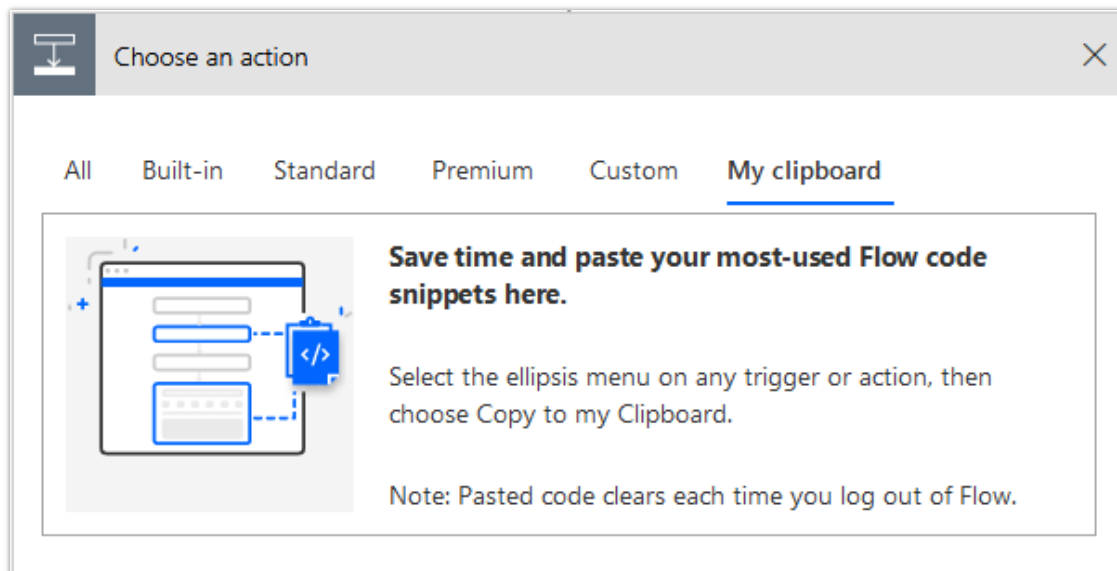 Choose an action
All Built-in Standard Premium Custom My clipboard
Save time and paste your most-used Flow code
snippets here.
Select the ellipsis menu on any trigger or action, then
choose Copy to my Clipboard.
Note: Pasted code clears each time you log out of Flow.